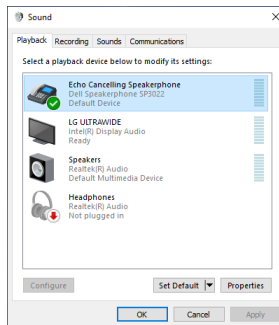 Sound
Playback Recording Sounds Communications
Select a playback device below to modify its settings:
Echo Cancelling Speakerphone
Dell Speakerphone SP3022
Default Device
LG ULTRAWIDE
Intel(R) Display Audio
Ready
Speakers
Realtek(R) Audio
Default Multimedia Device
Headphones
Realtek(R) Audio
Not plugged in
Configure Set Default Properties
OK Cancel Apply